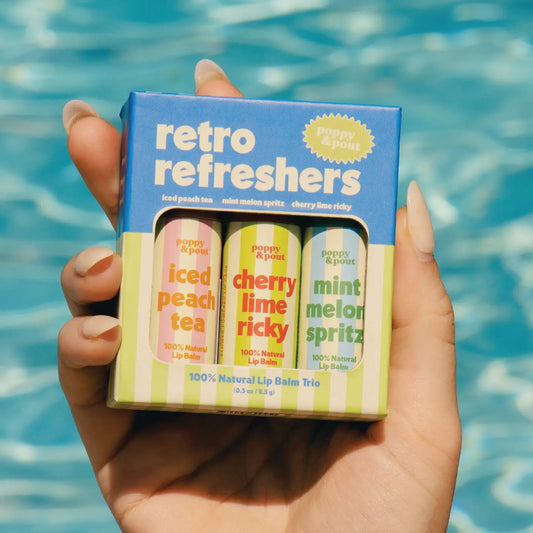 retro
refreshers
poppy
&pout
iced peach tea mint melon spritz cherry lime ricky
poppy
&pout
iced
peach
tea
100% Natural
Lip Balm
poppy
&pout
cherry
lime
ricky
100% Natural
Lip Balm
poppy
&pout
mint
melon
spritz
100% Natural
Lip Balm
100% Natural Lip Balm Trio
(0.3 oz / 8.5 g)